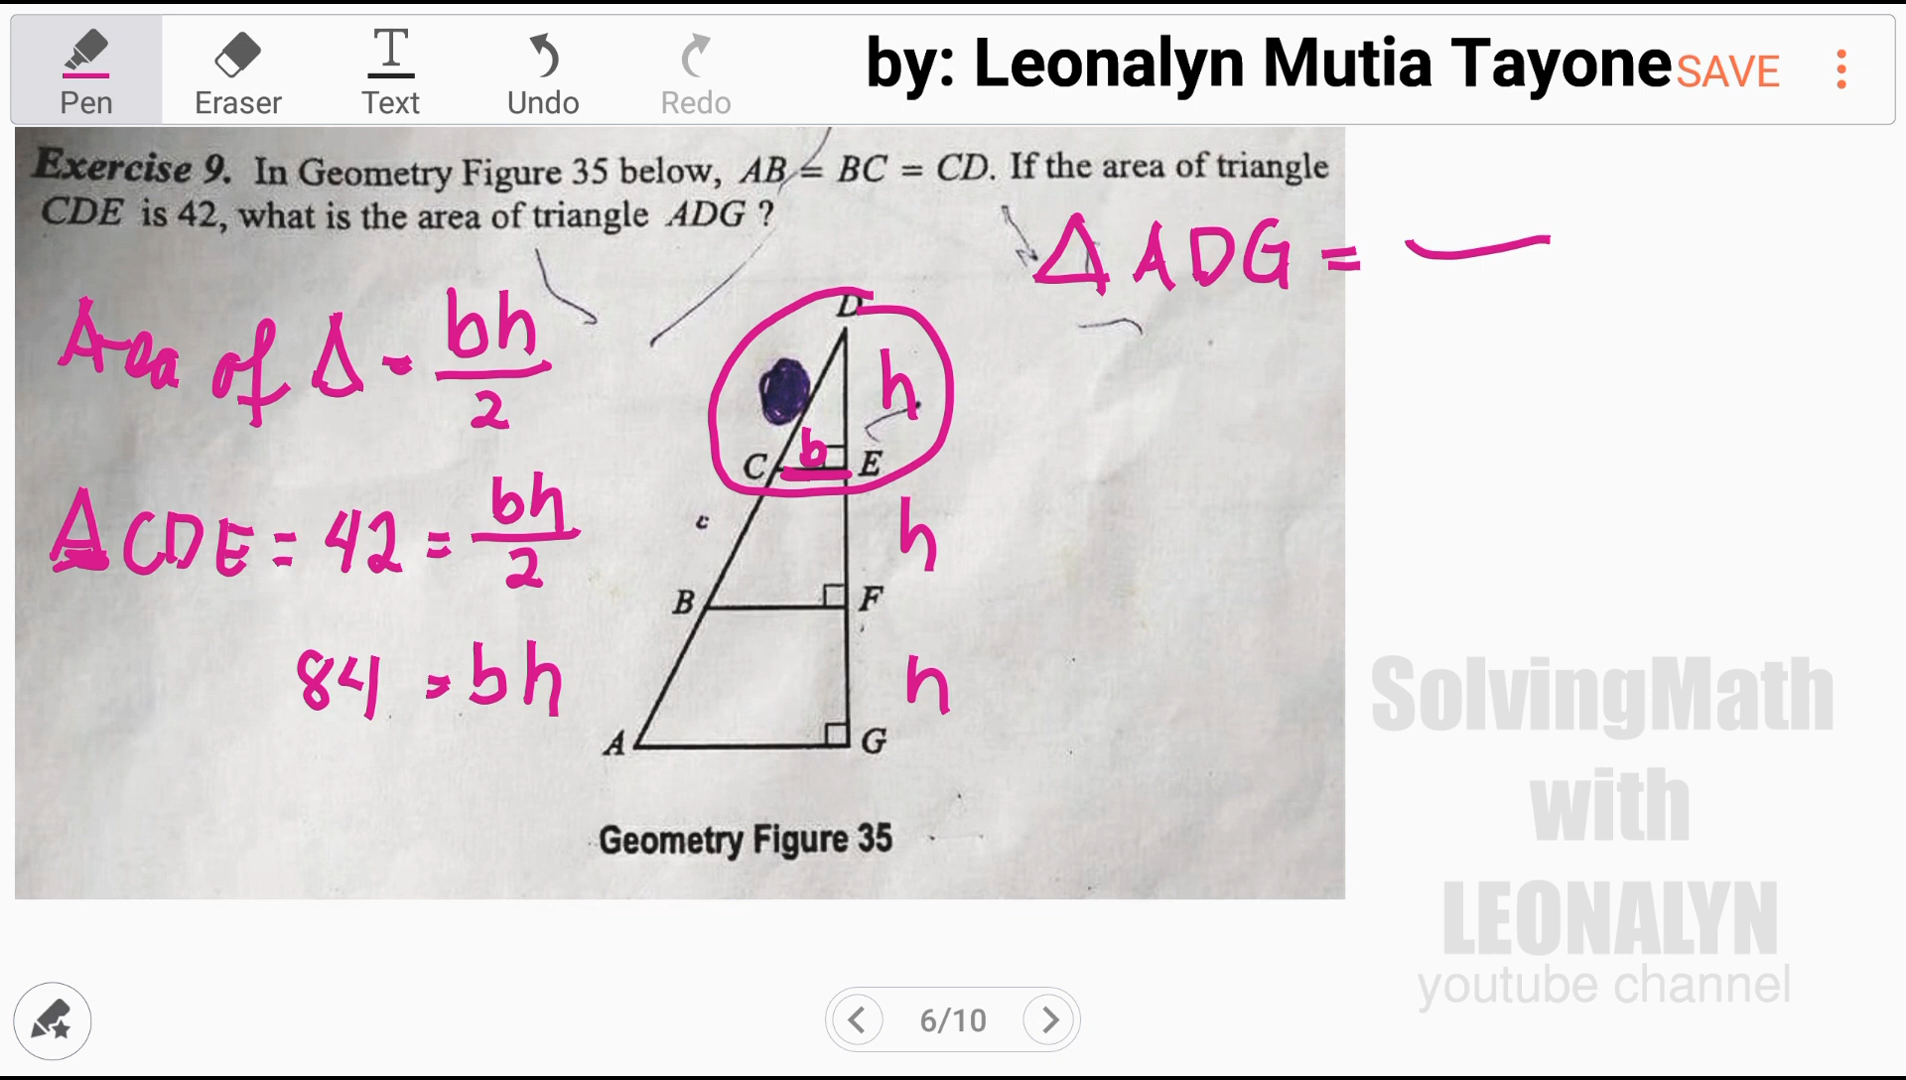 Pen
Eraser
Text
Undo
Redo
by: Leonalyn Mutia Tayone
SAVE
Exercise 9. In Geometry Figure 35 below, AB = BC = CD. If the area of triangle
CDE is 42, what is the area of triangle ADG ?
Δ ADG =
Area of Δ = bh/2
Δ CDE = 42 = bh/2
84 = bh
D
h
b
C
E
c
h
B
F
h
A
G
Geometry Figure 35
SolvingMath
with
LEONALYN
youtube channel
6/10